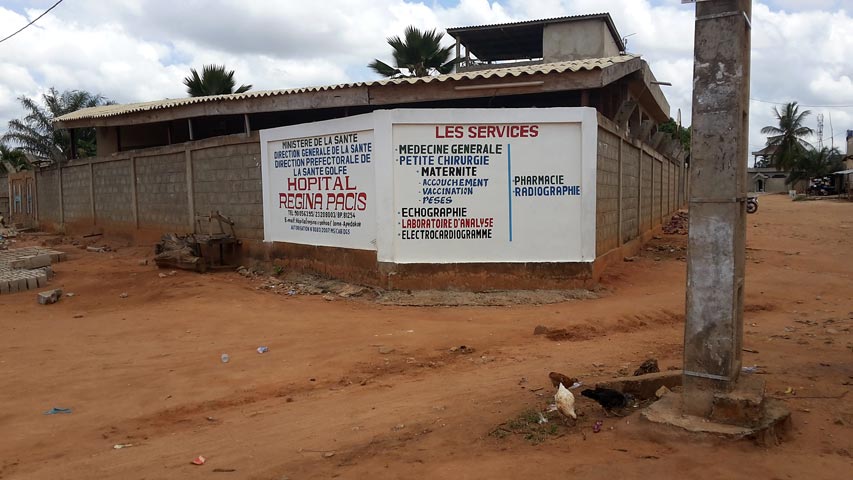 MINISTERE DE LA SANTE
DIRECTION GENERALE DE LA SANTE
DIRECTION PREFECTORALE DE
LA SANTE GOLFE
HOPITAL
REGINA PACIS
LES SERVICES
- MEDECINE GENERALE
- PETITE CHIRURGIE
- MATERNITE
- ACCOUCHEMENT
- VACCINATION
- PESÉS
- ECHOGRAPHIE
- LABORATOIRE D'ANALYSE
- ELECTROCARDIOGRAMME
- PHARMACIE
- RADIOGRAPHIE